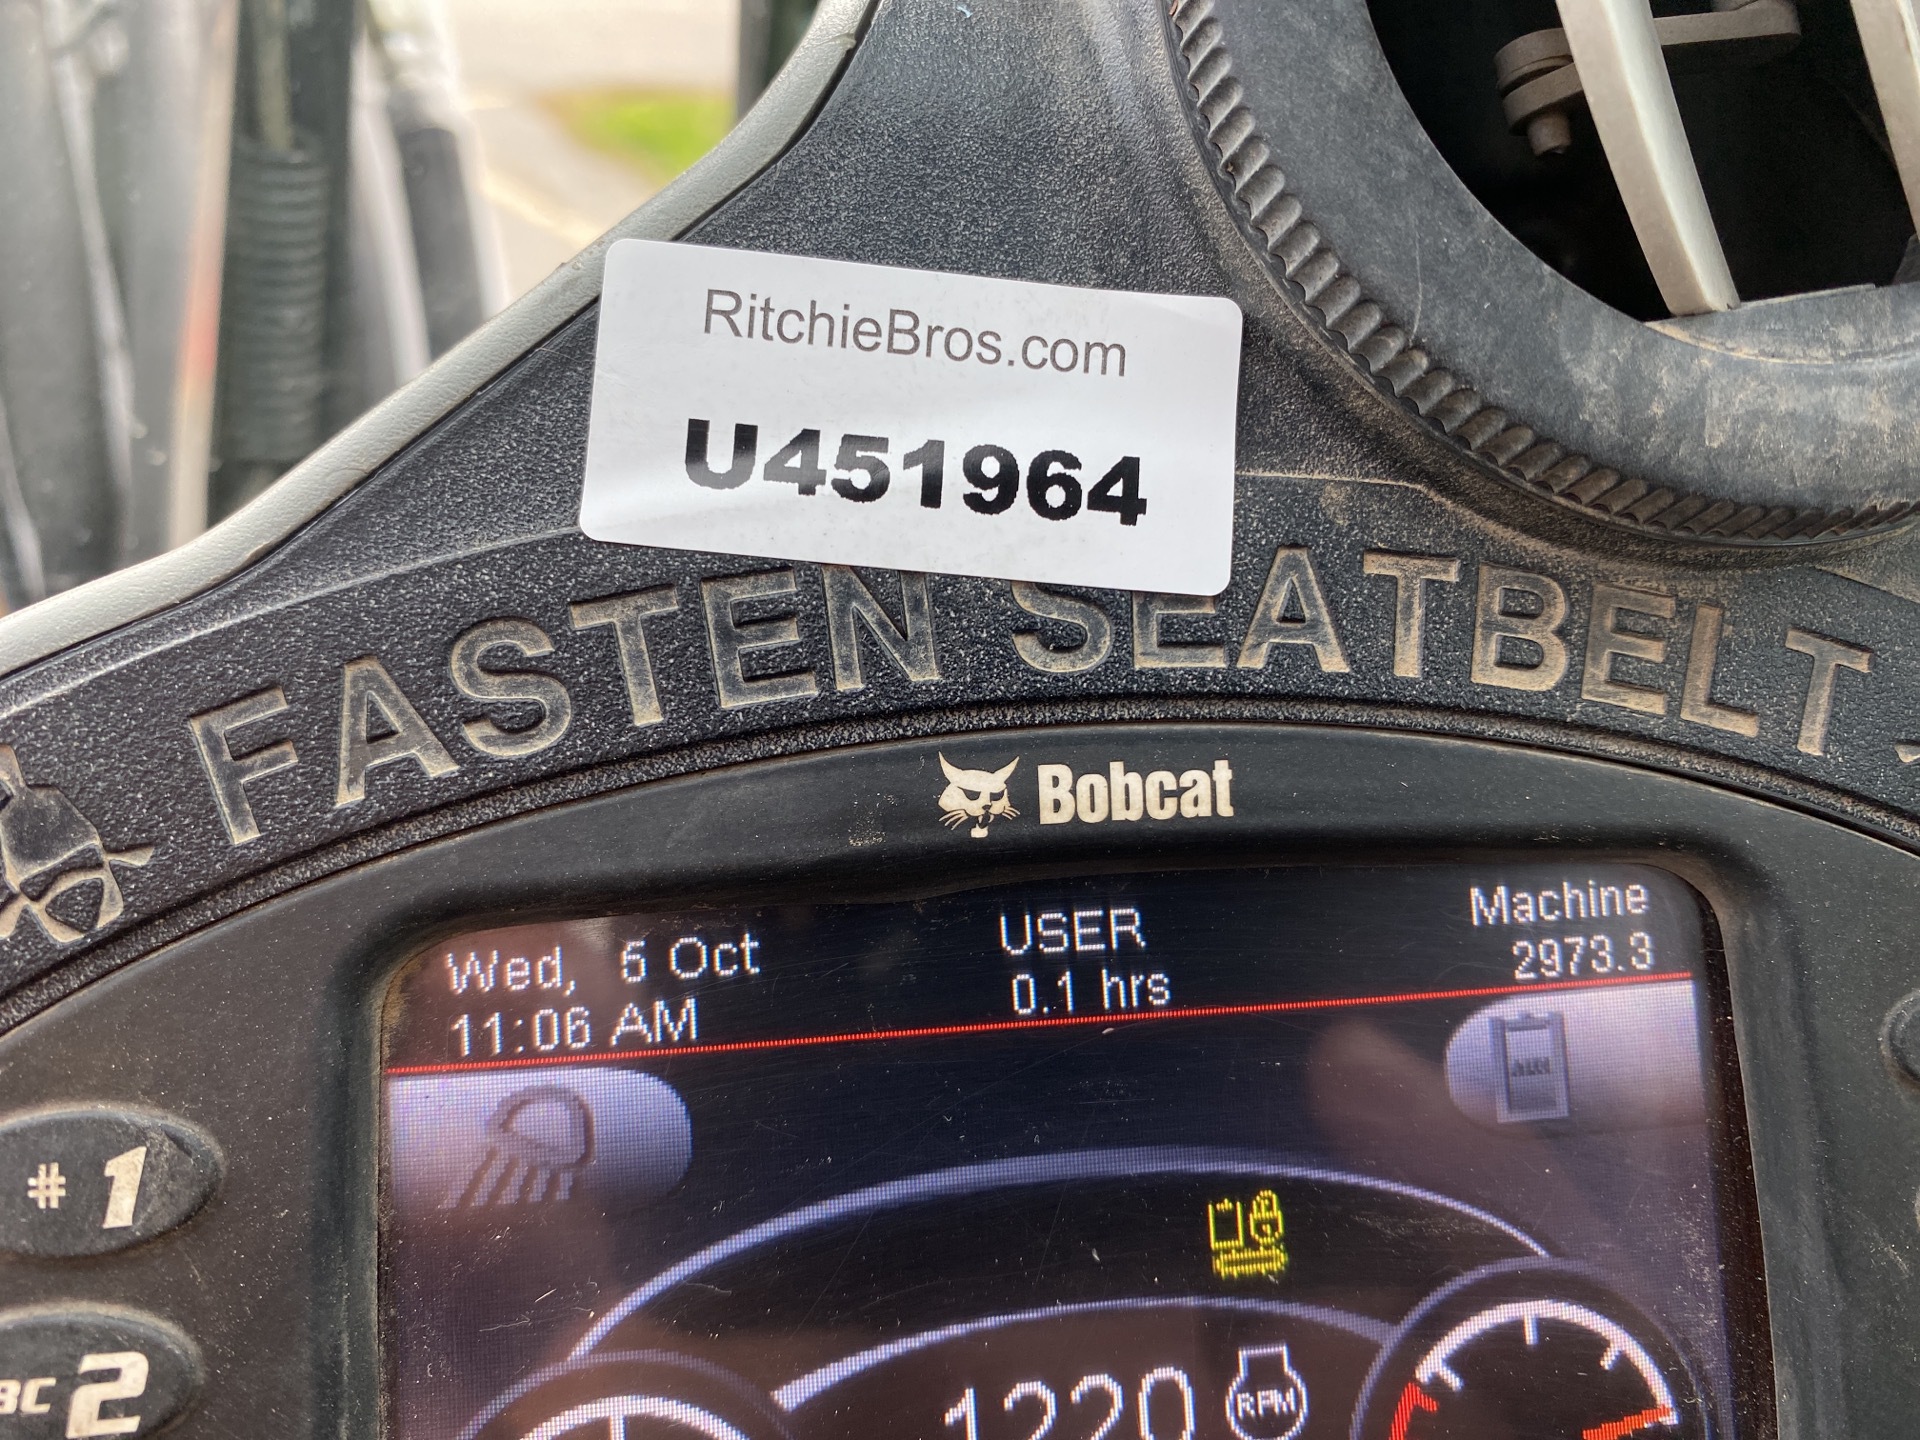 RitchieBros.com
U451964
FASTEN SEATBELT
Bobcat
Wed, 6 Oct
11:06 AM
USER
0.1 hrs
Machine
2973.3
# 1
2
1220
RPM